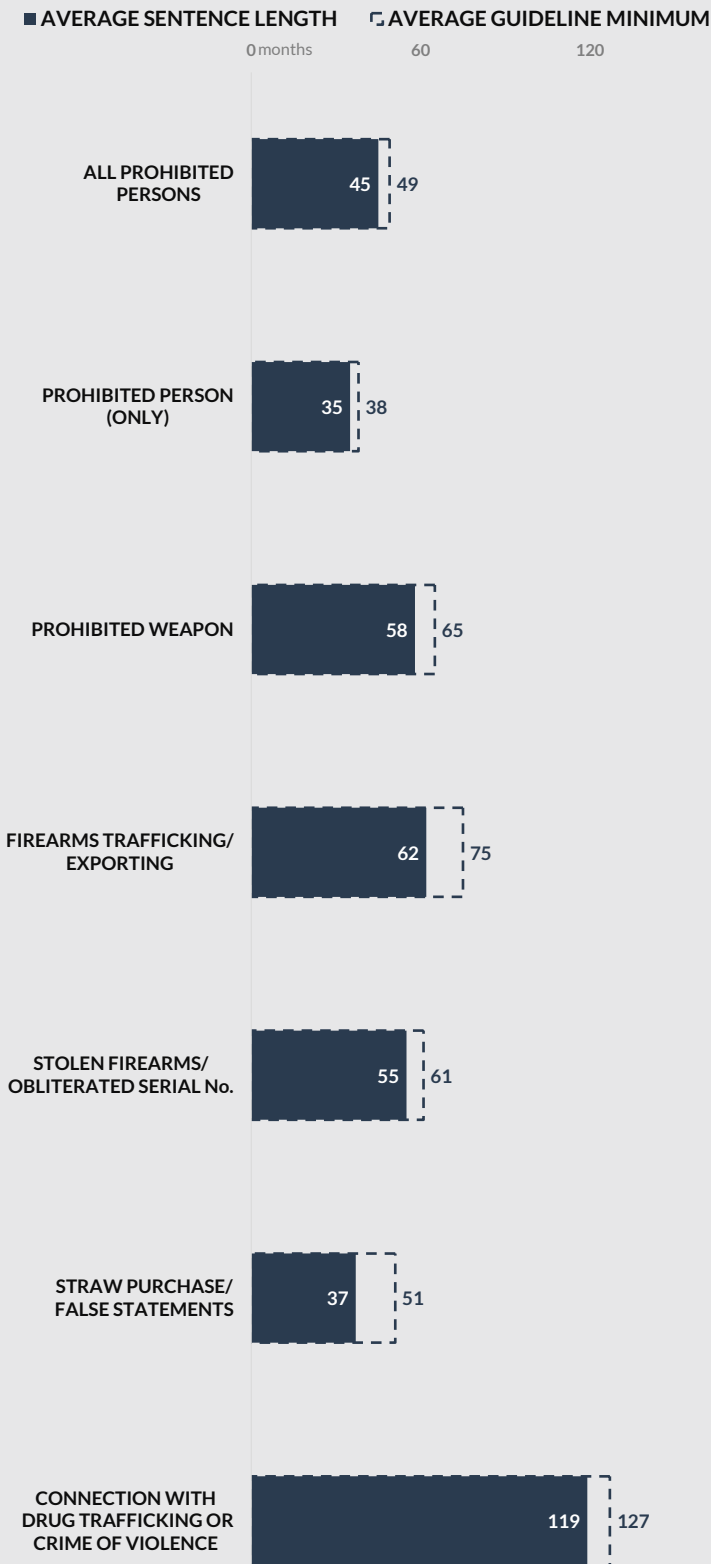 AVERAGE SENTENCE LENGTH AVERAGE GUIDELINE MINIMUM
0 months 60 120
ALL PROHIBITED
PERSONS
45 49
PROHIBITED PERSON
(ONLY)
35 38
PROHIBITED WEAPON
58 65
FIREARMS TRAFFICKING/
EXPORTING
62 75
STOLEN FIREARMS/
OBLITERATED SERIAL No.
55 61
STRAW PURCHASE/
FALSE STATEMENTS
37 51
CONNECTION WITH
DRUG TRAFFICKING OR
CRIME OF VIOLENCE
119 127